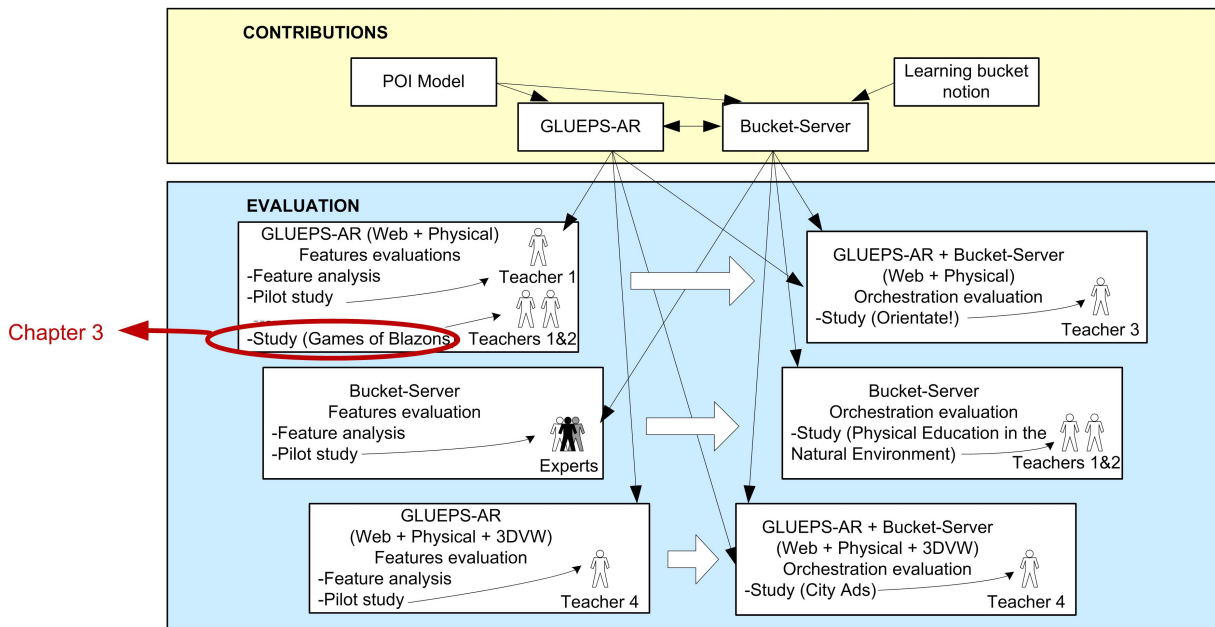 CONTRIBUTIONS
POI Model
Learning bucket
notion
GLUEPS-AR
Bucket-Server
EVALUATION
GLUEPS-AR (Web + Physical)
Features evaluations
-Feature analysis
-Pilot study
Teacher 1
-Study (Games of Blazons
Teachers 1&2
Chapter 3
GLUEPS-AR + Bucket-Server
(Web + Physical)
Orchestration evaluation
-Study (Orientate!)
Teacher 3
Bucket-Server
Features evaluation
-Feature analysis
-Pilot study
Experts
Bucket-Server
Orchestration evaluation
-Study (Physical Education in the
Natural Environment)
Teachers 1&2
GLUEPS-AR
(Web + Physical + 3DVW)
Features evaluation
-Feature analysis
-Pilot study
Teacher 4
GLUEPS-AR + Bucket-Server
(Web + Physical + 3DVW)
Orchestration evaluation
-Study (City Ads)
Teacher 4